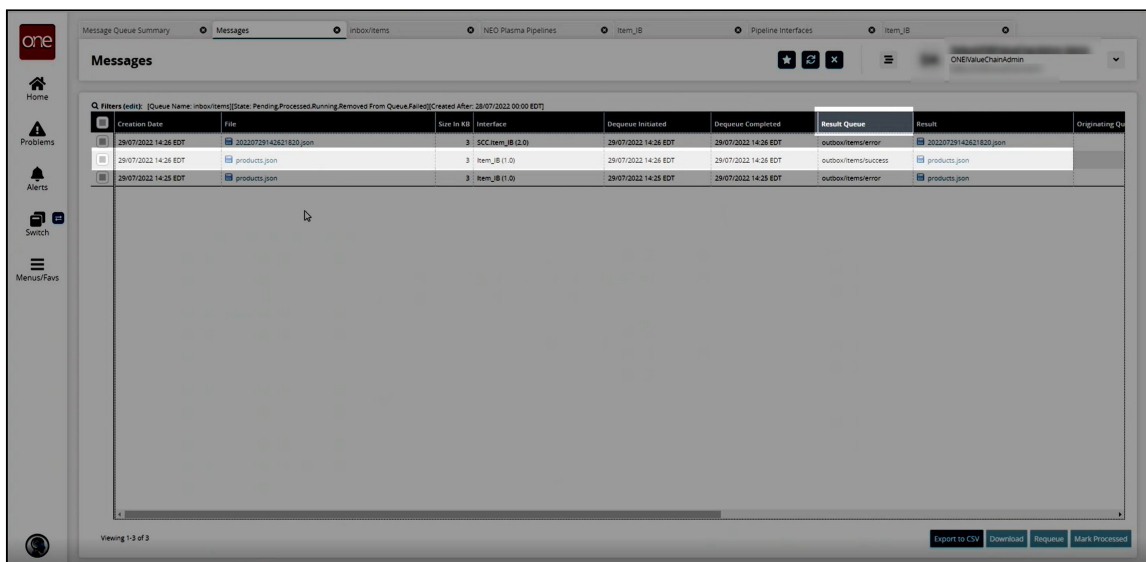 one
Message Queue Summary Messages inbox/items NEO Plasma Pipelines Item_IB Pipeline Interfaces Item_IB
Messages
ONE|ValueChainAdmin
Home
Problems
Alerts
Switch
Menus/Favs
Filters (edit): [Queue Name: inbox/items][State: Pending,Processed,Running,Removed From Queue,Failed][Created After: 28/07/2022 00:00 EDT]
Creation Date File Size In KB Interface Dequeue Initiated Dequeue Completed Result Queue Result Originating Qu
29/07/2022 14:26 EDT 20220729142621820.json 3 SCC.Item_IB (2.0) 29/07/2022 14:26 EDT 29/07/2022 14:26 EDT outbox/items/error 20220729142621820.json
29/07/2022 14:26 EDT products.json 3 Item_IB (1.0) 29/07/2022 14:26 EDT 29/07/2022 14:26 EDT outbox/items/success products.json
29/07/2022 14:25 EDT products.json 3 Item_IB (1.0) 29/07/2022 14:25 EDT 29/07/2022 14:25 EDT outbox/items/error products.json
Viewing 1-3 of 3
Export to CSV Download Requeue Mark Processed